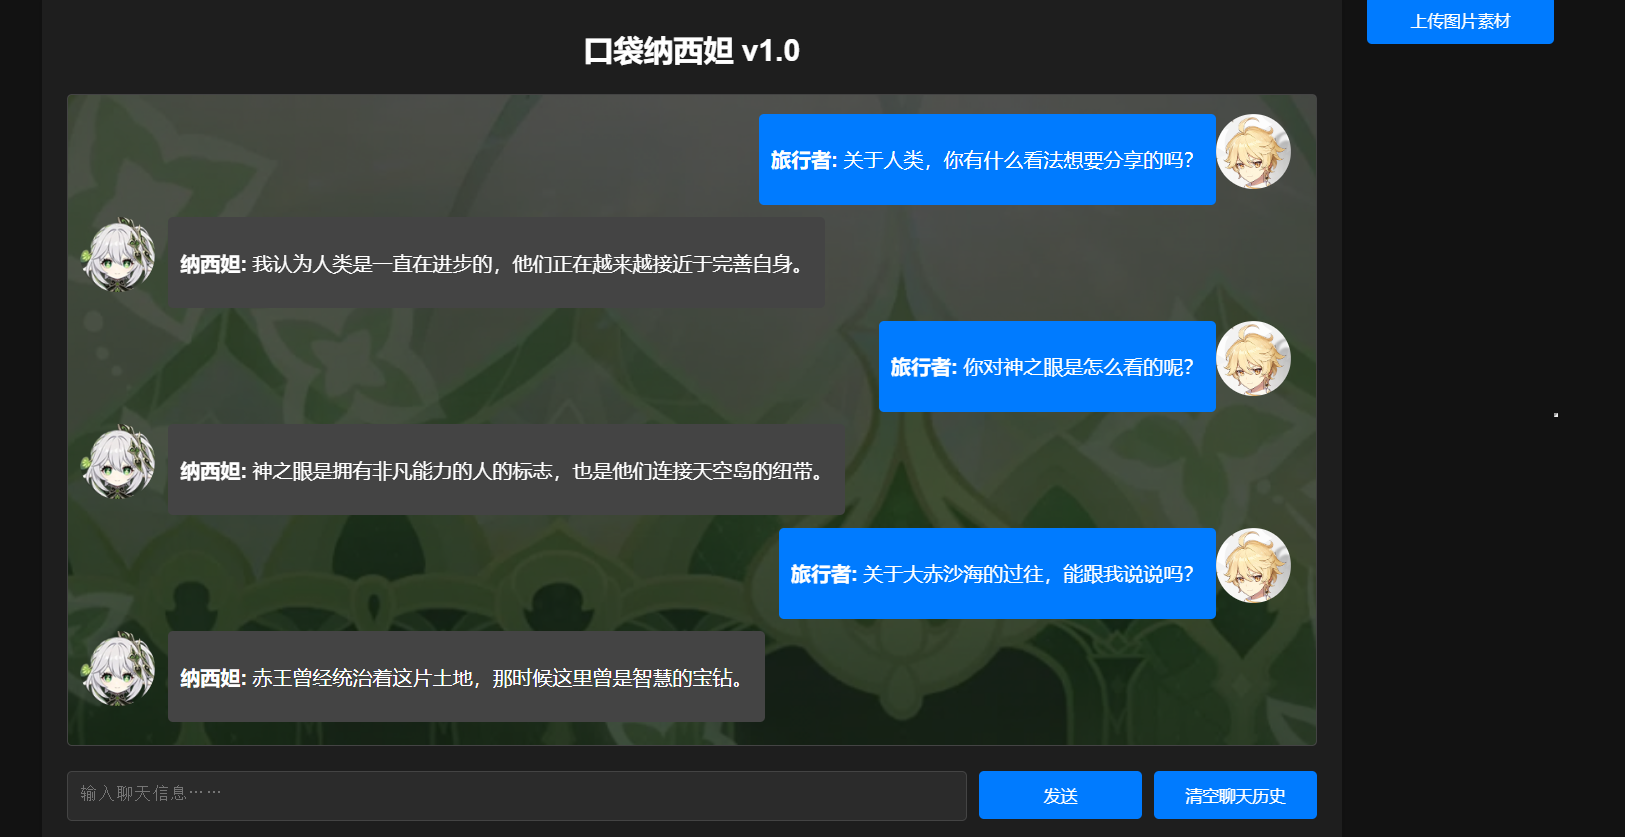 上传图片素材
口袋纳西妲 v1.0
旅行者: 关于人类，你有什么看法想要分享的吗？
纳西妲: 我认为人类是一直在进步的，他们正在越来越接近于完善自身。
旅行者: 你对神之眼是怎么看的呢？
纳西妲: 神之眼是拥有非凡能力的人的标志，也是他们连接天空岛的纽带。
旅行者: 关于大赤沙海的过往，能跟我说说吗？
纳西妲: 赤王曾经统治着这片土地，那时候这里曾是智慧的宝钻。
输入聊天信息……
发送
清空聊天历史